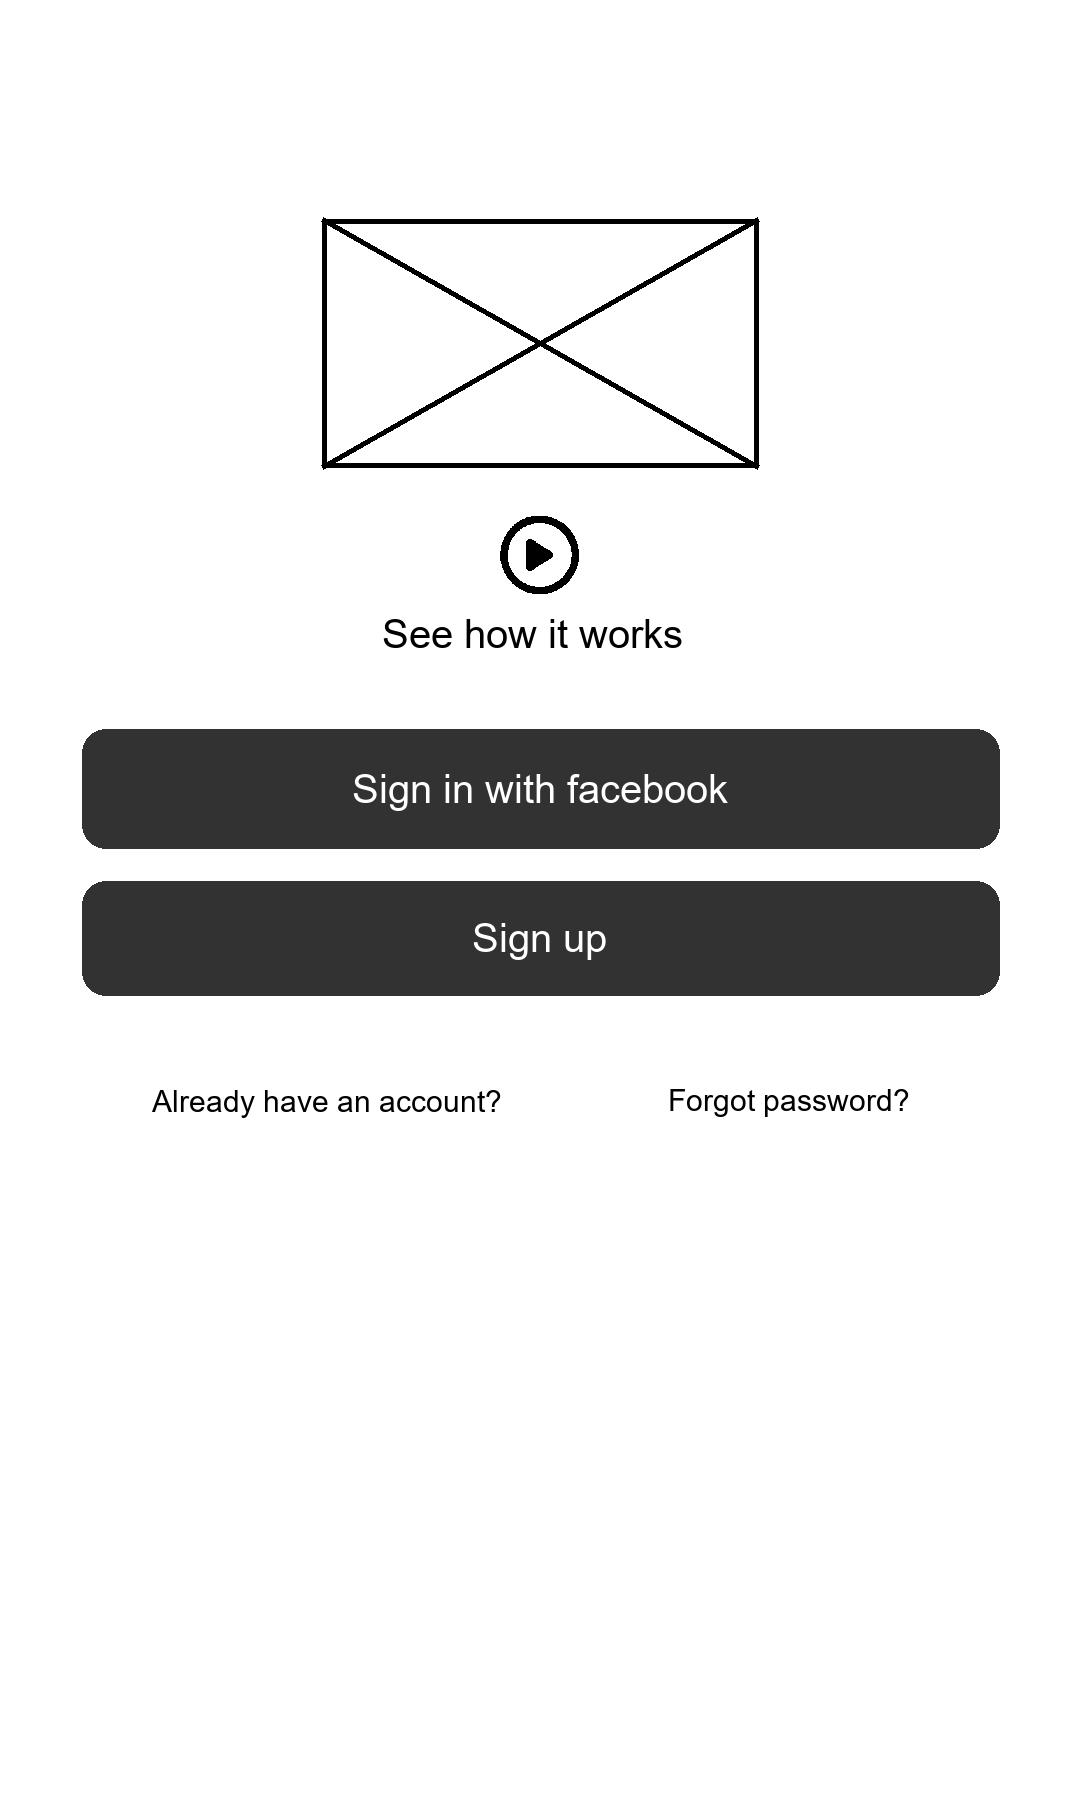 See how it works
Sign in with facebook
Sign up
Already have an account?
Forgot password?